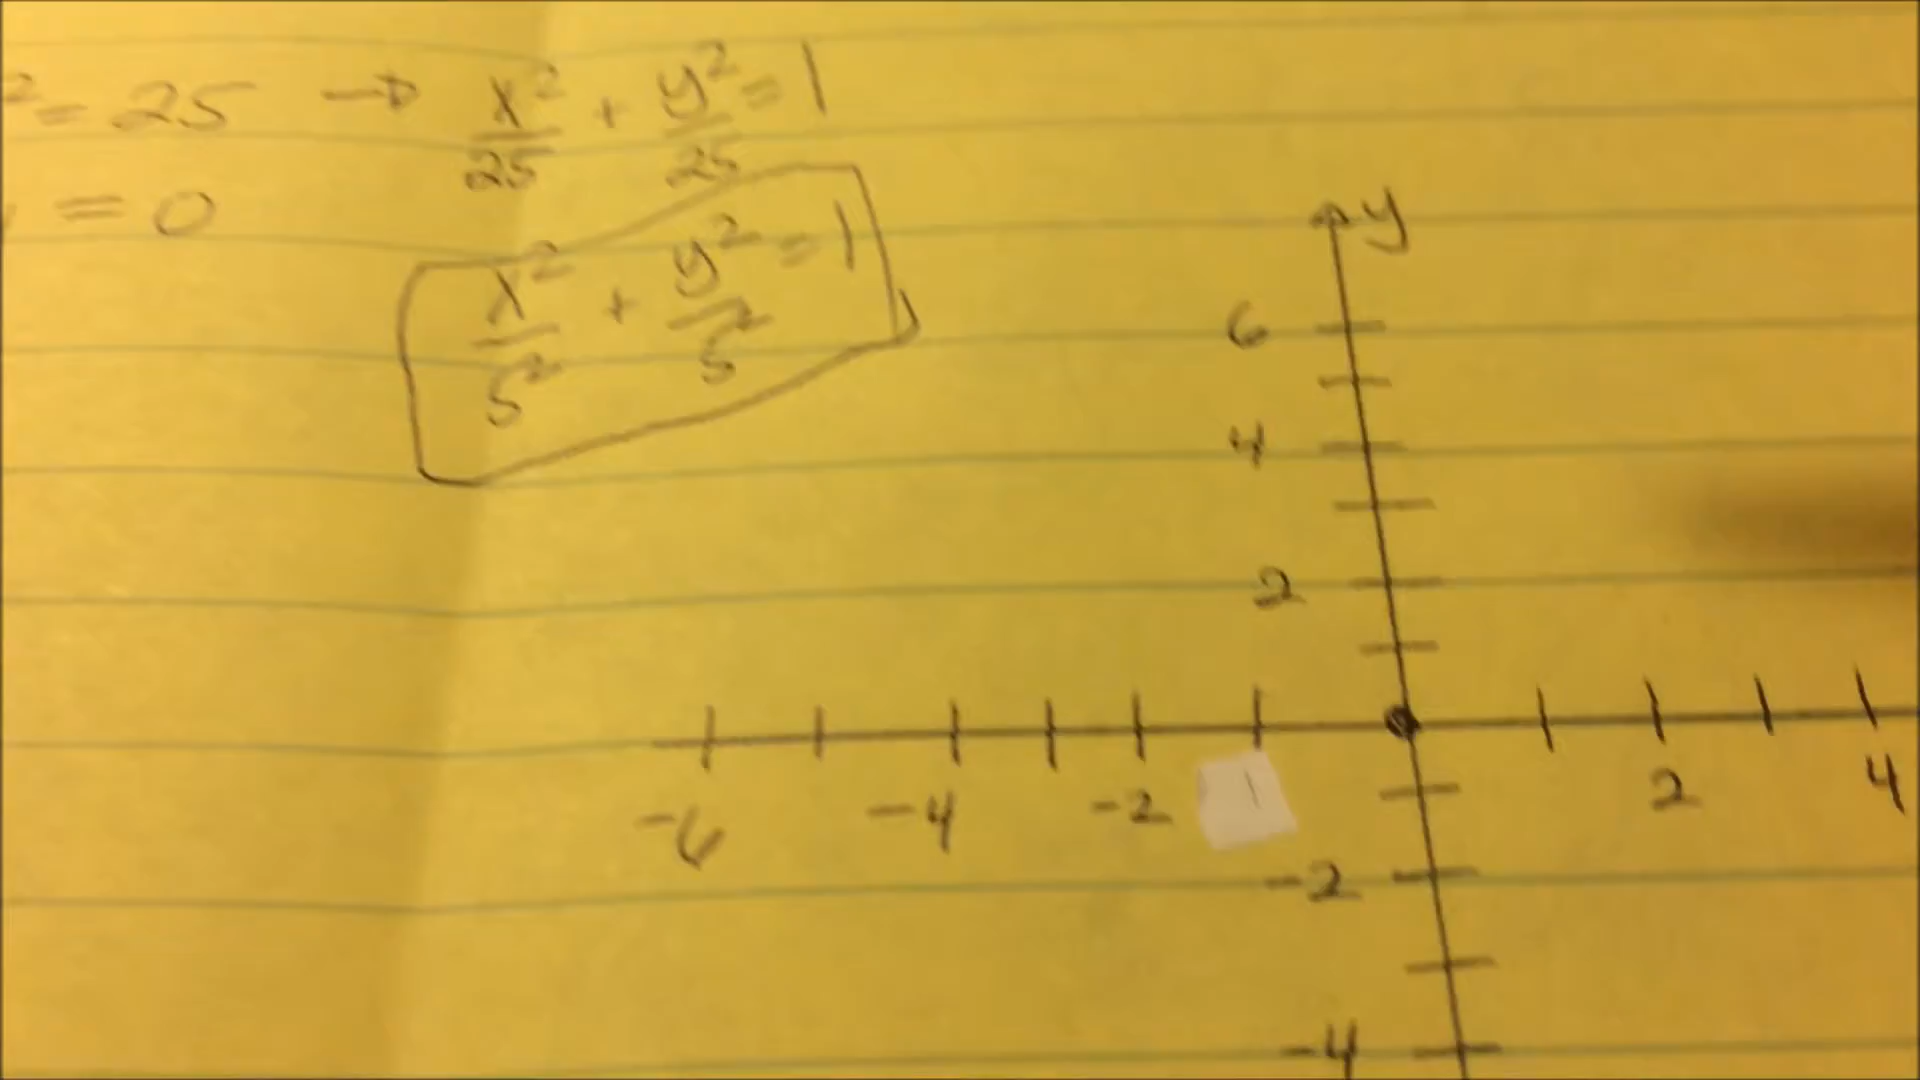 ²= 25 → x²/25 + y²/25 = 1
= 0
x²/5² + y²/5² = 1
y
6
4
2
-6 -4 -2 1 2 4
-2
-4